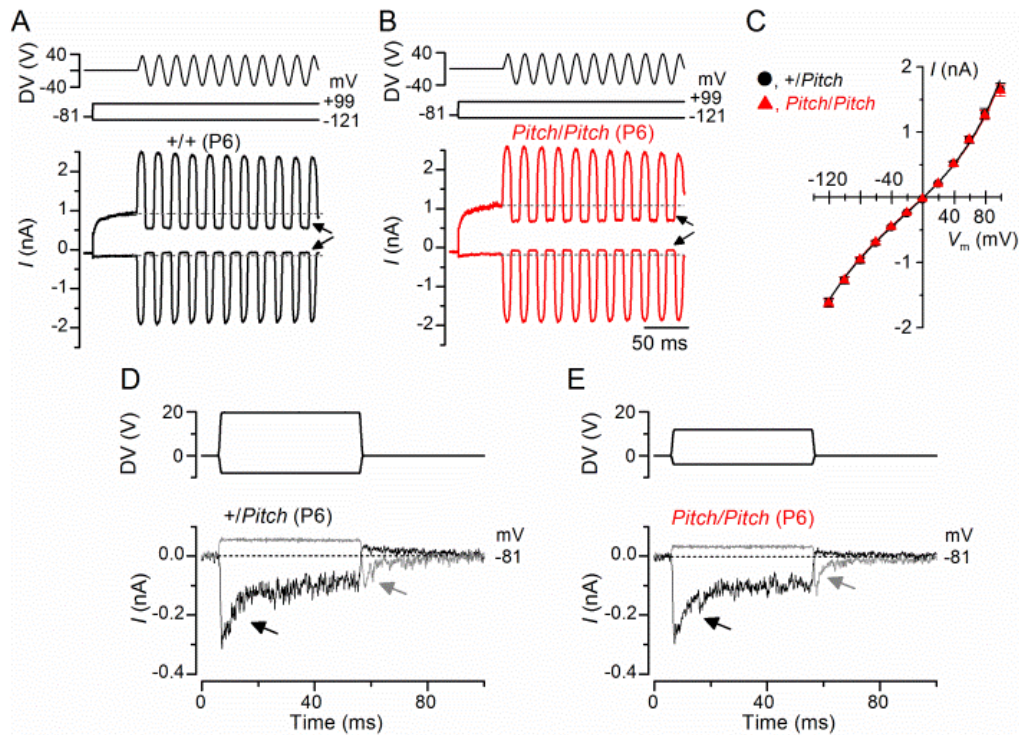 A
DV (V)
40
-40
mV
-81
+99
-121
+/+ (P6)
I (nA)
2
1
0
-1
-2
B
DV (V)
40
-40
mV
-81
+99
-121
Pitch/Pitch (P6)
I (nA)
2
1
0
-1
-2
50 ms
C
I (nA)
2
, +/Pitch
, Pitch/Pitch
1
-120
-40
40
80
Vm (mV)
-1
-2
D
DV (V)
20
0
+/Pitch (P6)
mV
-81
I (nA)
0.0
-0.2
-0.4
0
40
80
Time (ms)
E
DV (V)
20
0
Pitch/Pitch (P6)
mV
-81
I (nA)
0.0
-0.2
-0.4
0
40
80
Time (ms)